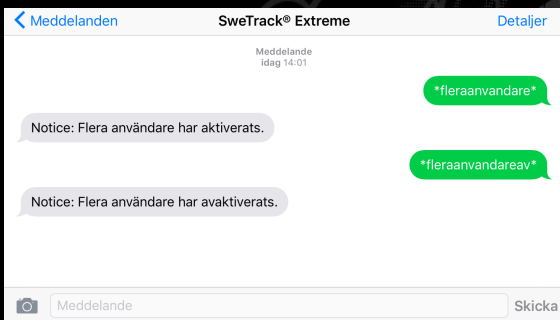 Meddelanden
SweTrack® Extreme
Detaljer
Meddelande
idag 14:01
*fleraanvandare*
Notice: Flera användare har aktiverats.
*fleraanvandareav*
Notice: Flera användare har avaktiverats.
Meddelande
Skicka